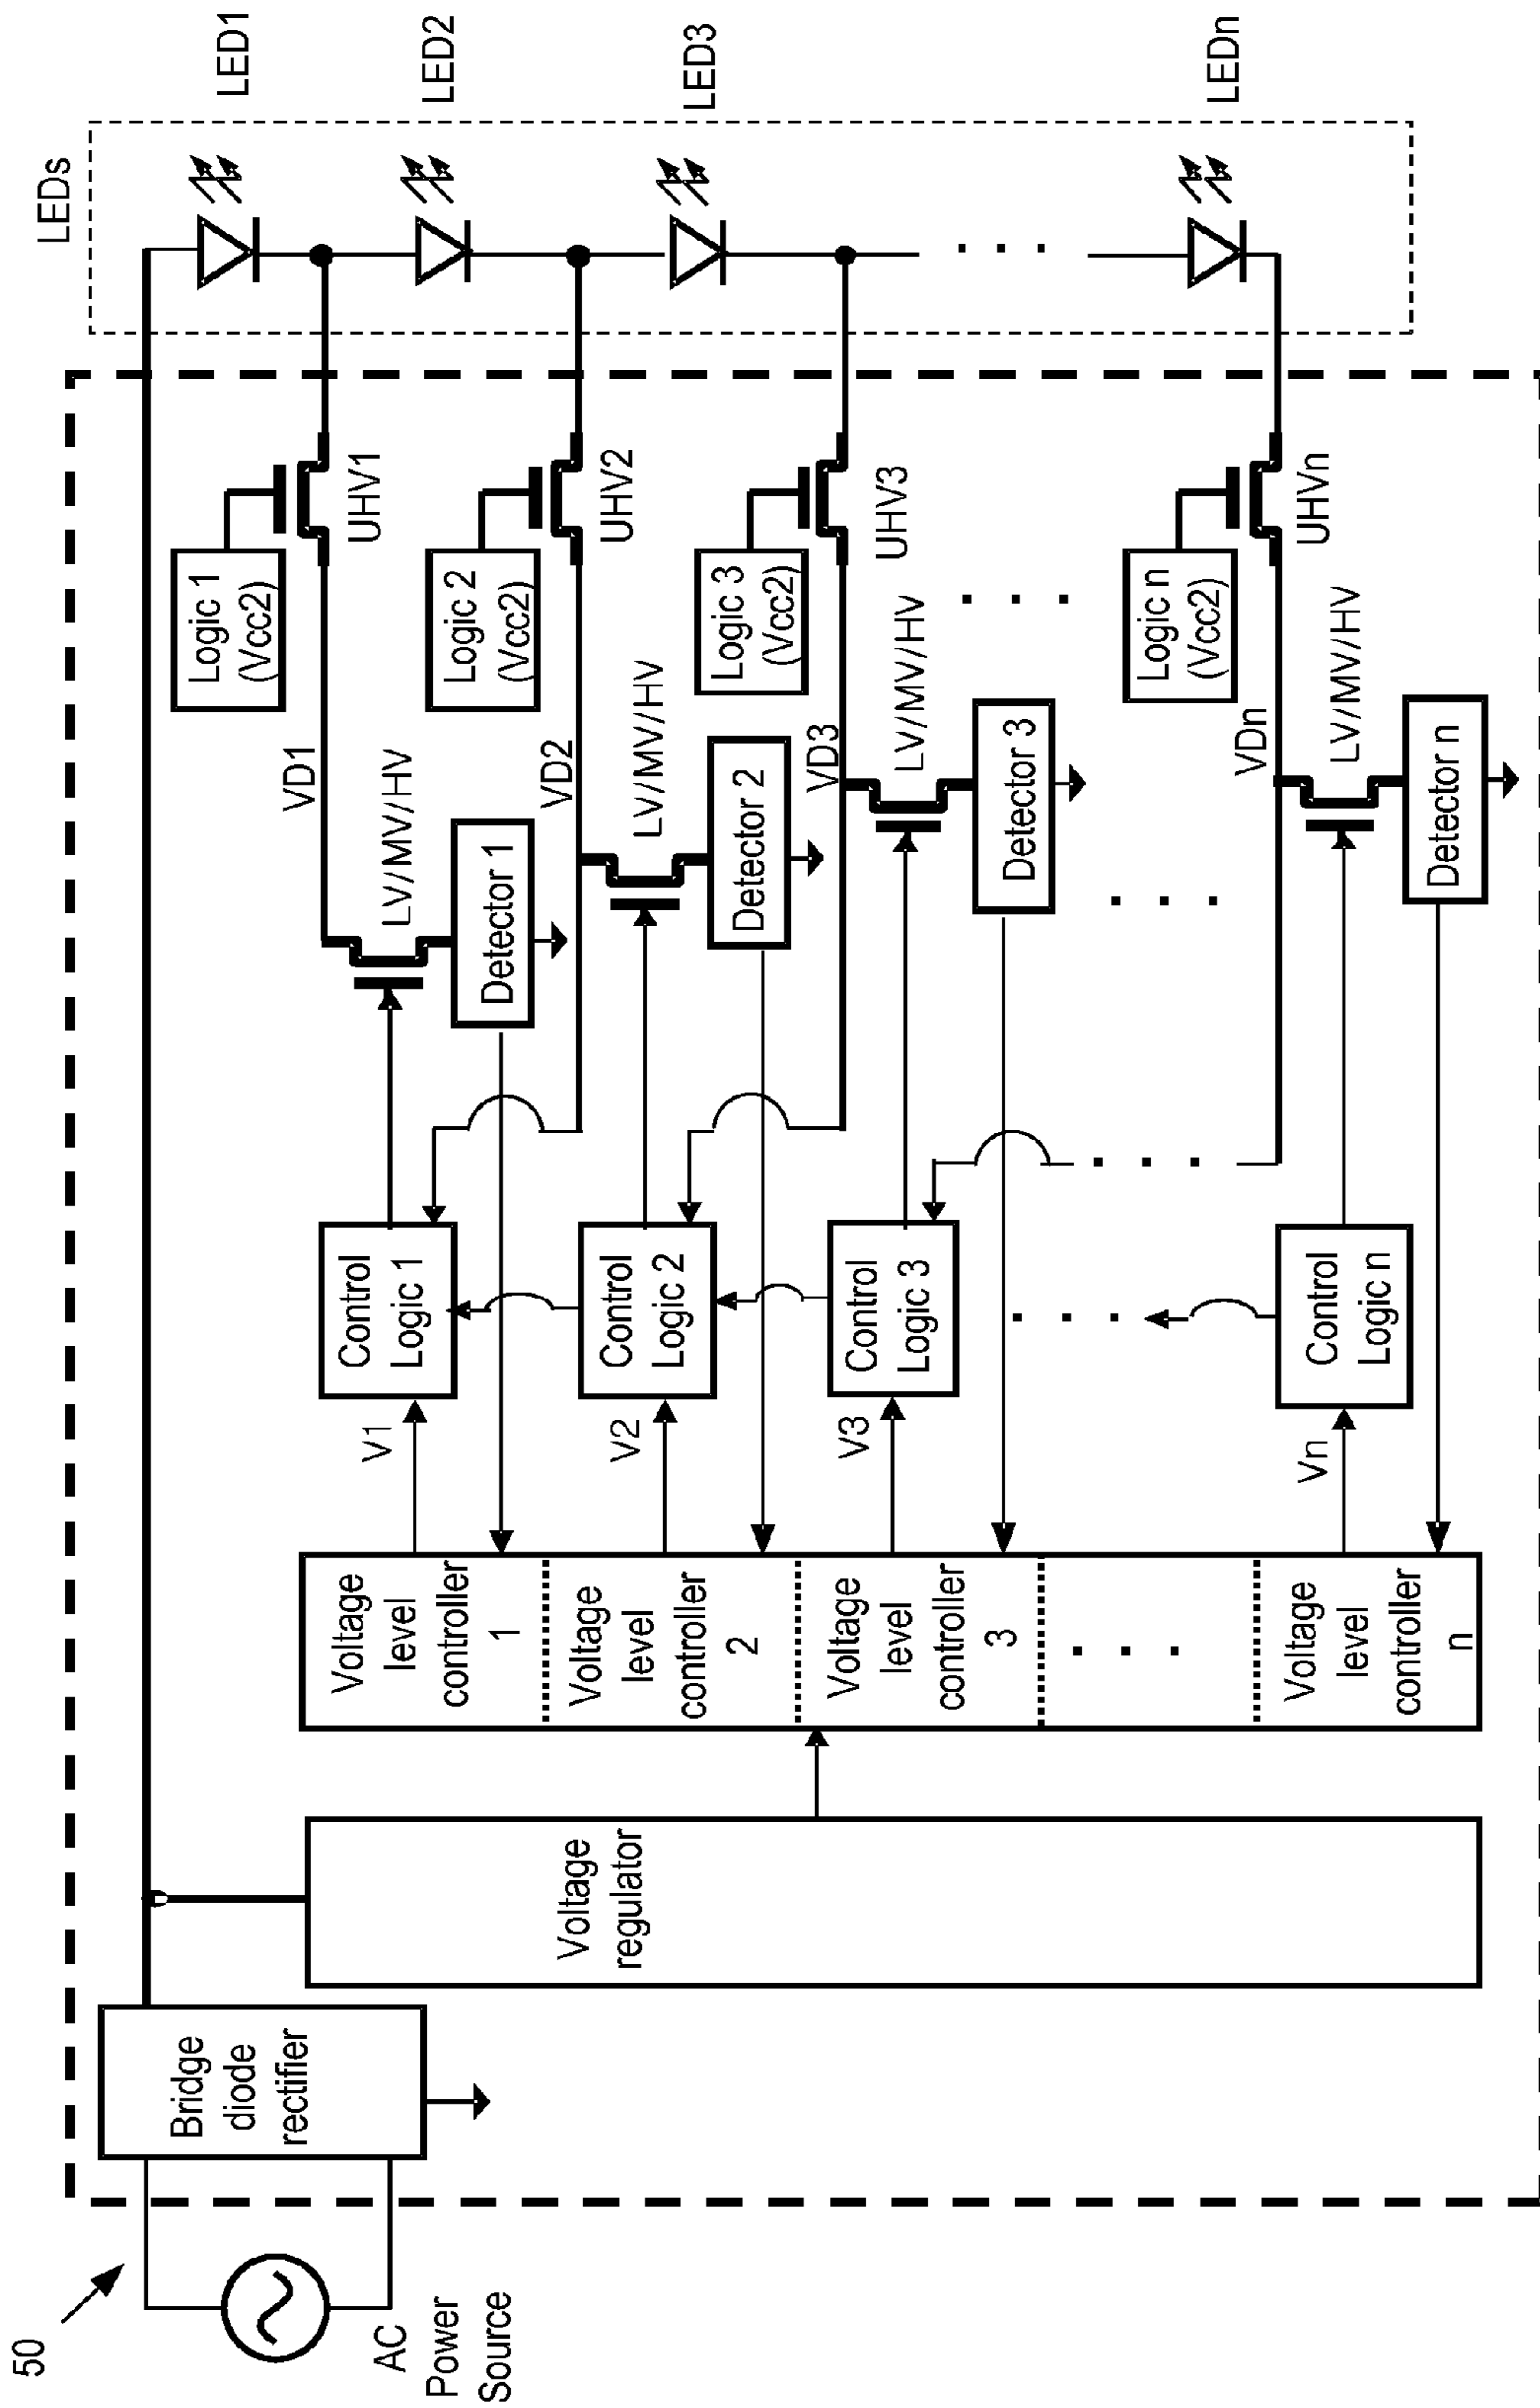 50
AC
Power
Source
Bridge
diode
rectifier
Voltage
regulator
Voltage
level
controller
1
Voltage
level
controller
2
Voltage
level
controller
3
. . .
Voltage
level
controller
n
V1
V2
V3
Vn
Control
Logic 1
Control
Logic 2
Control
Logic 3
. . .
Control
Logic n
. . .
VD1
LV/MV/HV
Detector 1
VD2
LV/MV/HV
Detector 2
VD3
LV/MV/HV
Detector 3
. . .
VDn
LV/MV/HV
Detector n
Logic 1
(Vcc2)
UHV1
Logic 2
(Vcc2)
UHV2
Logic 3
(Vcc2)
UHV3
. . .
Logic n
(Vcc2)
UHVn
LEDs
. . .
LED1
LED2
LED3
LEDn